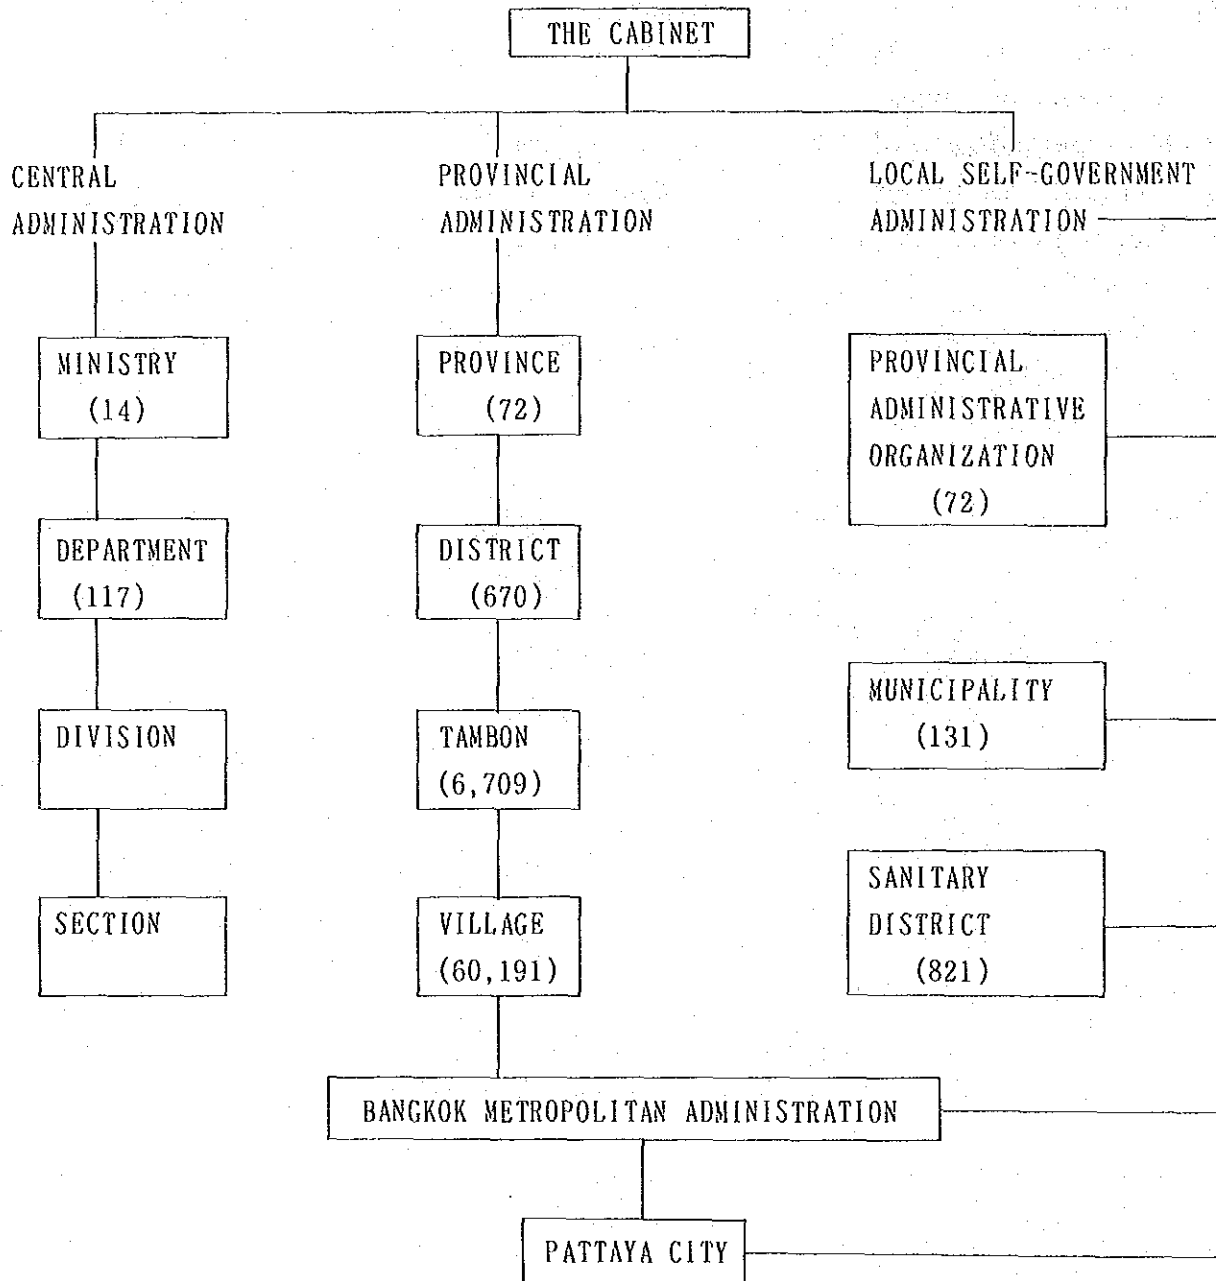 THE CABINET
CENTRAL
ADMINISTRATION
PROVINCIAL
ADMINISTRATION
LOCAL SELF-GOVERNMENT
ADMINISTRATION
MINISTRY
(14)
DEPARTMENT
(117)
DIVISION
SECTION
PROVINCE
(72)
DISTRICT
(670)
TAMBON
(6,709)
VILLAGE
(60,191)
PROVINCIAL
ADMINISTRATIVE
ORGANIZATION
(72)
MUNICIPALITY
(131)
SANITARY
DISTRICT
(821)
BANGKOK METROPOLITAN ADMINISTRATION
PATTAYA CITY